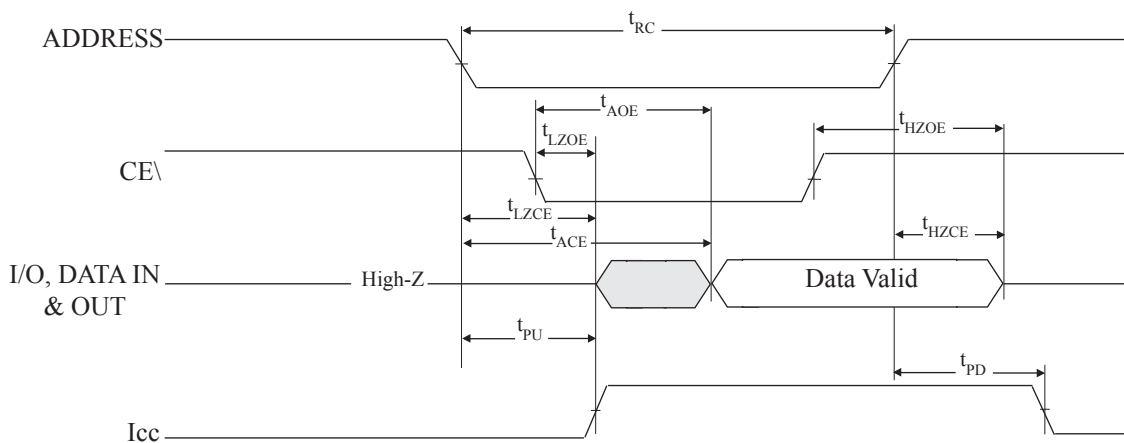 t_RC
ADDRESS
t_AOE
t_HZOE
t_LZOE
CE\
t_LZCE
t_HZCE
t_ACE
I/O, DATA IN
& OUT
High-Z
Data Valid
t_PU
t_PD
Icc